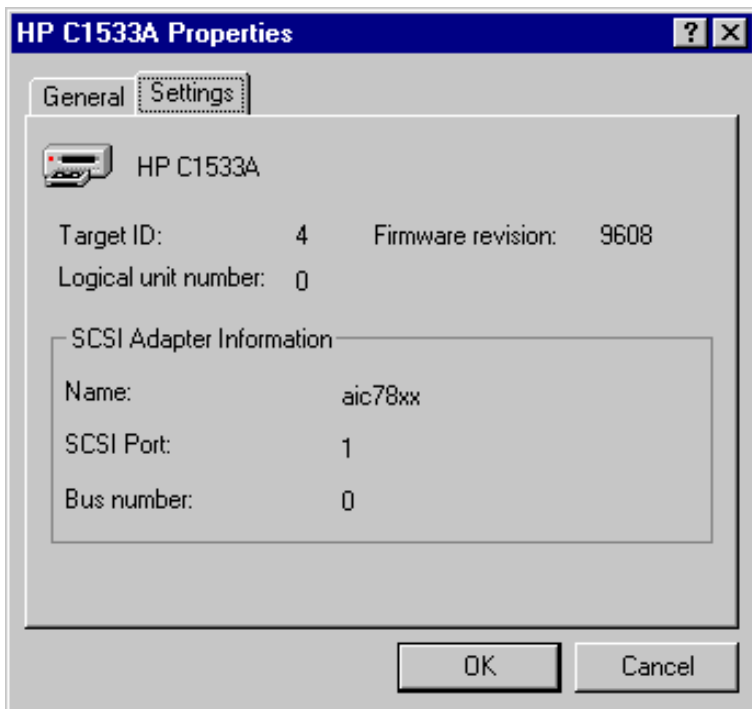 HP C1533A Properties
General Settings
HP C1533A
Target ID: 4 Firmware revision: 9608
Logical unit number: 0
SCSI Adapter Information
Name: aic78xx
SCSI Port: 1
Bus number: 0
OK Cancel